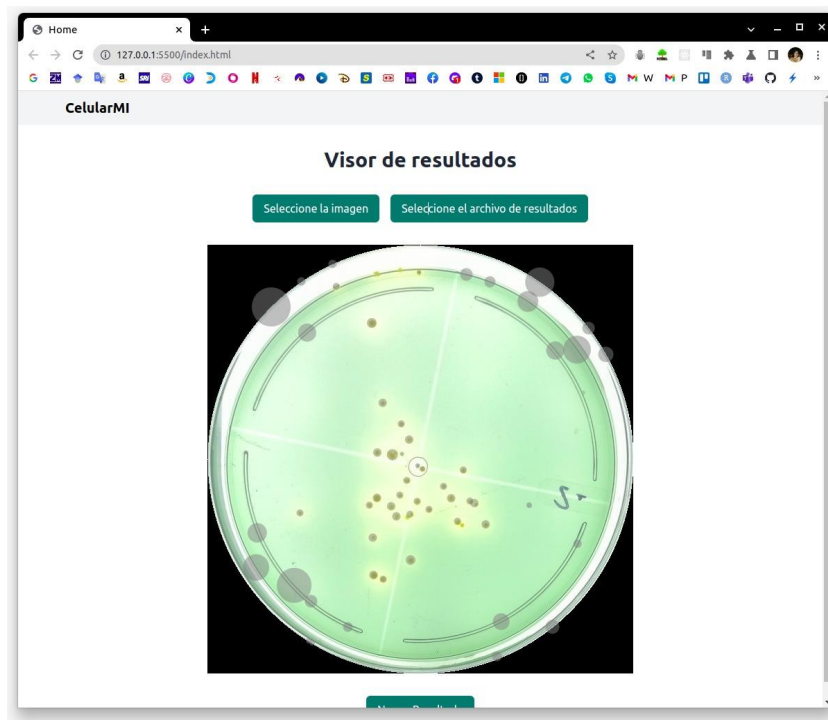 Home
127.0.0.1:5500/index.html
W
P
CelularMI
Visor de resultados
Seleccione la imagen
Seleccione el archivo de resultados